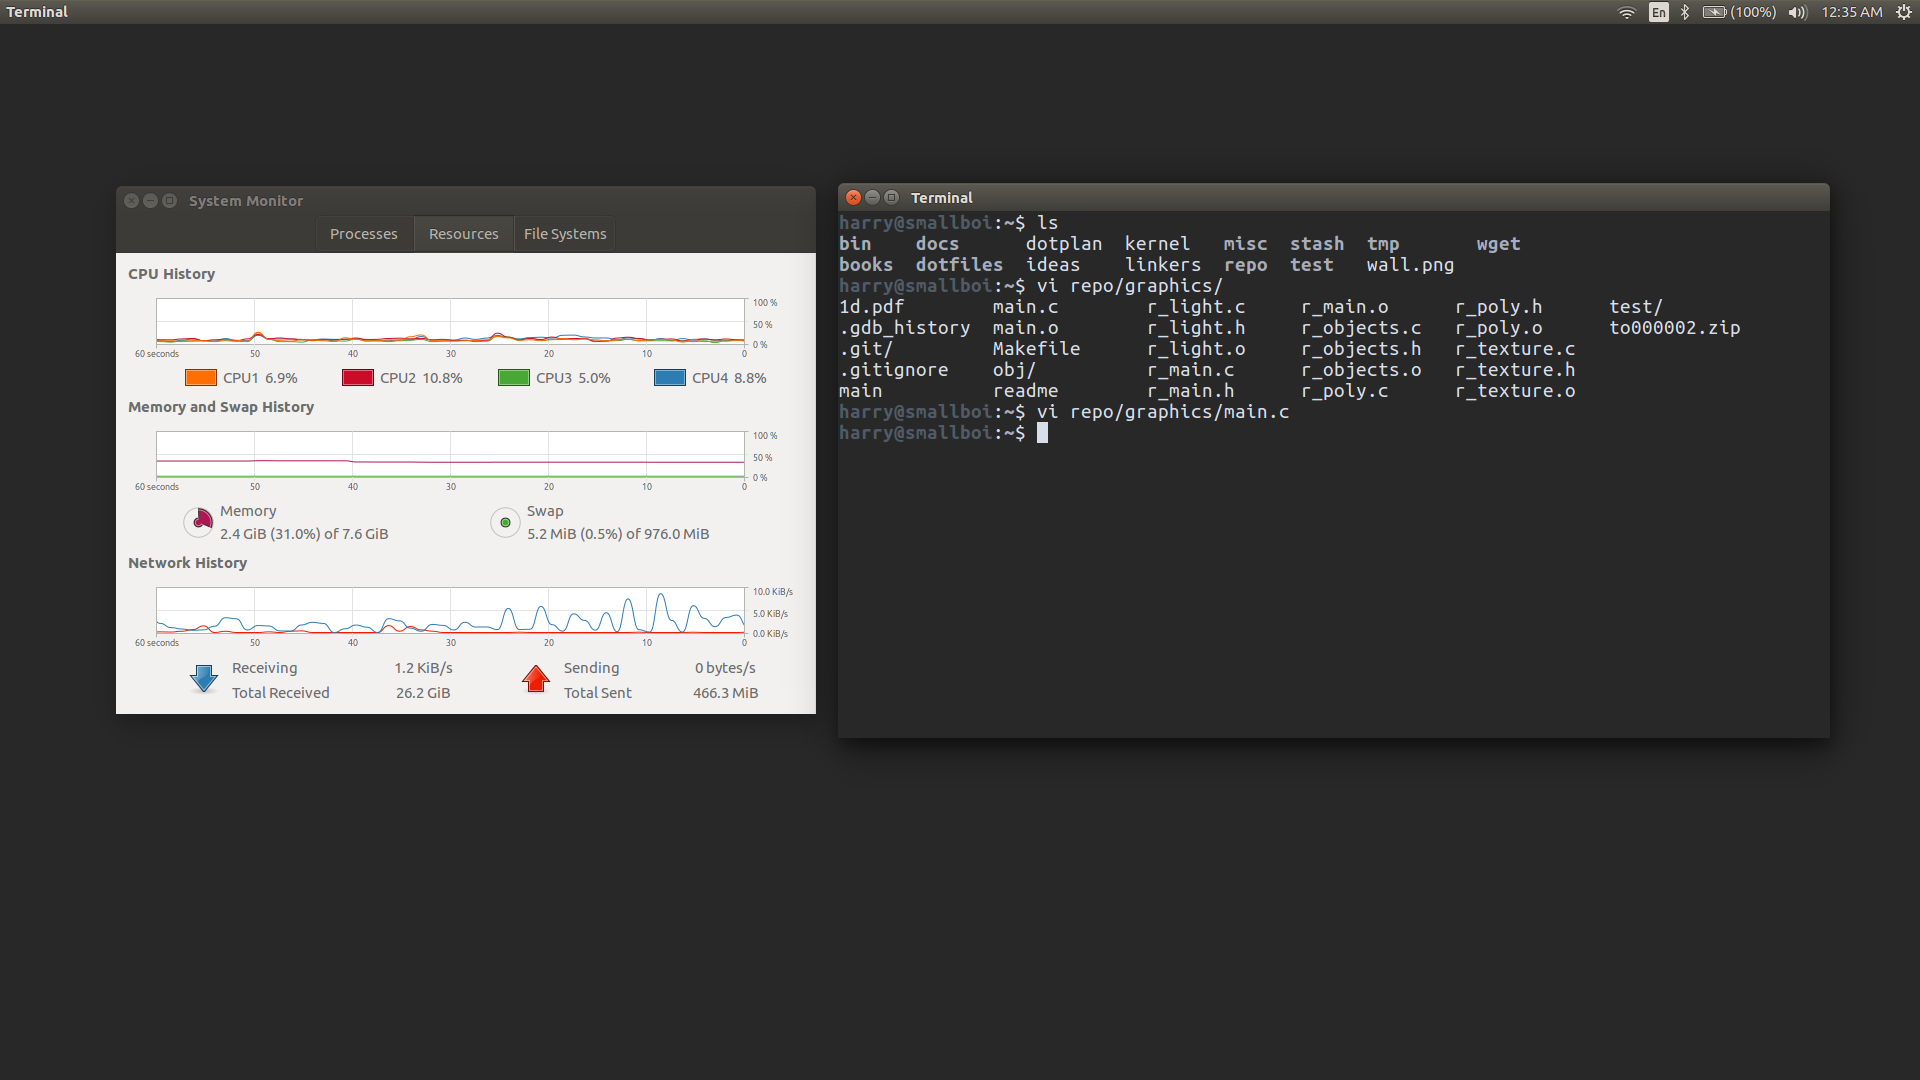 Terminal
En
(100%)
12:35 AM
System Monitor
Processes Resources File Systems
CPU History
100 %
50 %
0 %
60 seconds 50 40 30 20 10 0
CPU1 6.9% CPU2 10.8% CPU3 5.0% CPU4 8.8%
Memory and Swap History
100 %
50 %
0 %
60 seconds 50 40 30 20 10 0
Memory
2.4 GiB (31.0%) of 7.6 GiB
Swap
5.2 MiB (0.5%) of 976.0 MiB
Network History
10.0 KiB/s
5.0 KiB/s
0.0 KiB/s
60 seconds 50 40 30 20 10 0
Receiving 1.2 KiB/s Sending 0 bytes/s
Total Received 26.2 GiB Total Sent 466.3 MiB
Terminal
harry@smallboi:~$ ls
bin docs dotplan kernel misc stash tmp wget
books dotfiles ideas linkers repo test wall.png
harry@smallboi:~$ vi repo/graphics/
1d.pdf main.c r_light.c r_main.o r_poly.h test/
.gdb_history main.o r_light.h r_objects.c r_poly.o to000002.zip
.git/ Makefile r_light.o r_objects.h r_texture.c
.gitignore obj/ r_main.c r_objects.o r_texture.h
main readme r_main.h r_poly.c r_texture.o
harry@smallboi:~$ vi repo/graphics/main.c
harry@smallboi:~$